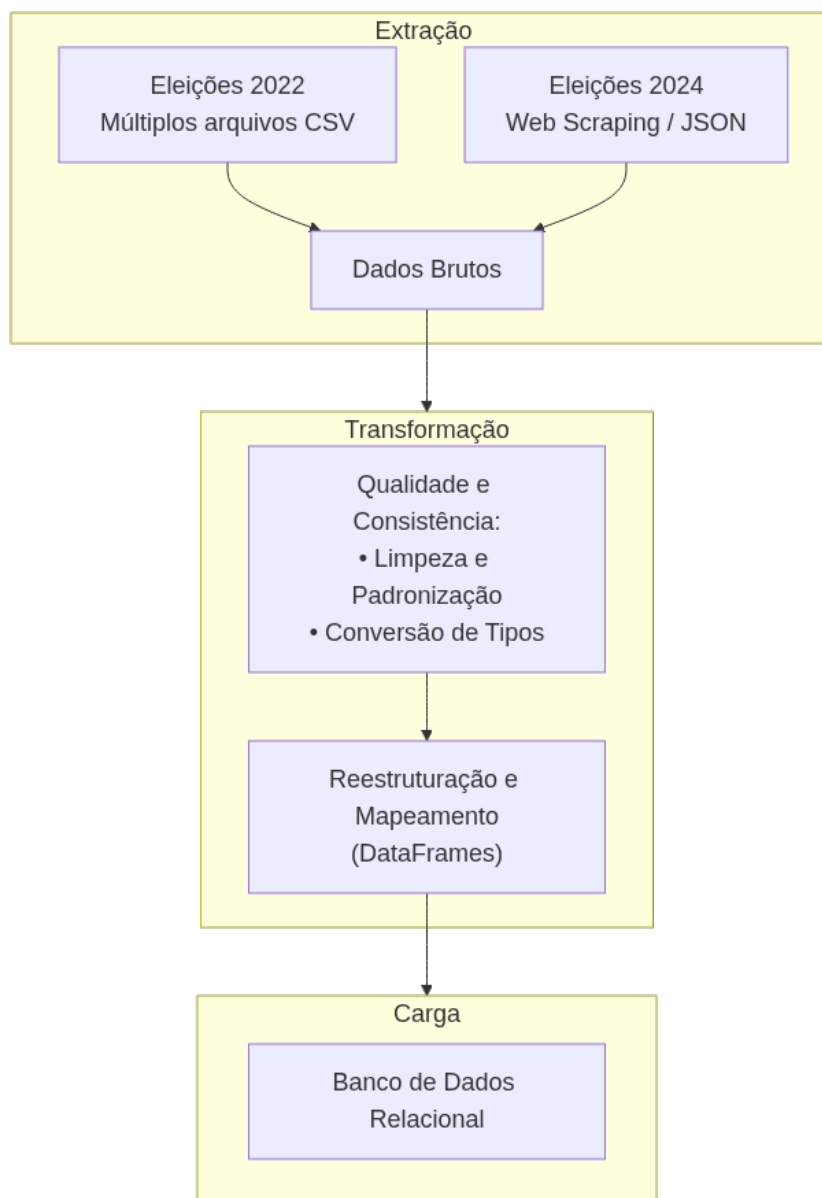 Extração
Eleições 2022
Múltiplos arquivos CSV
Eleições 2024
Web Scraping / JSON
Dados Brutos
Transformação
Qualidade e
Consistência:
• Limpeza e
Padronização
• Conversão de Tipos
Reestruturação e
Mapeamento
(DataFrames)
Carga
Banco de Dados
Relacional